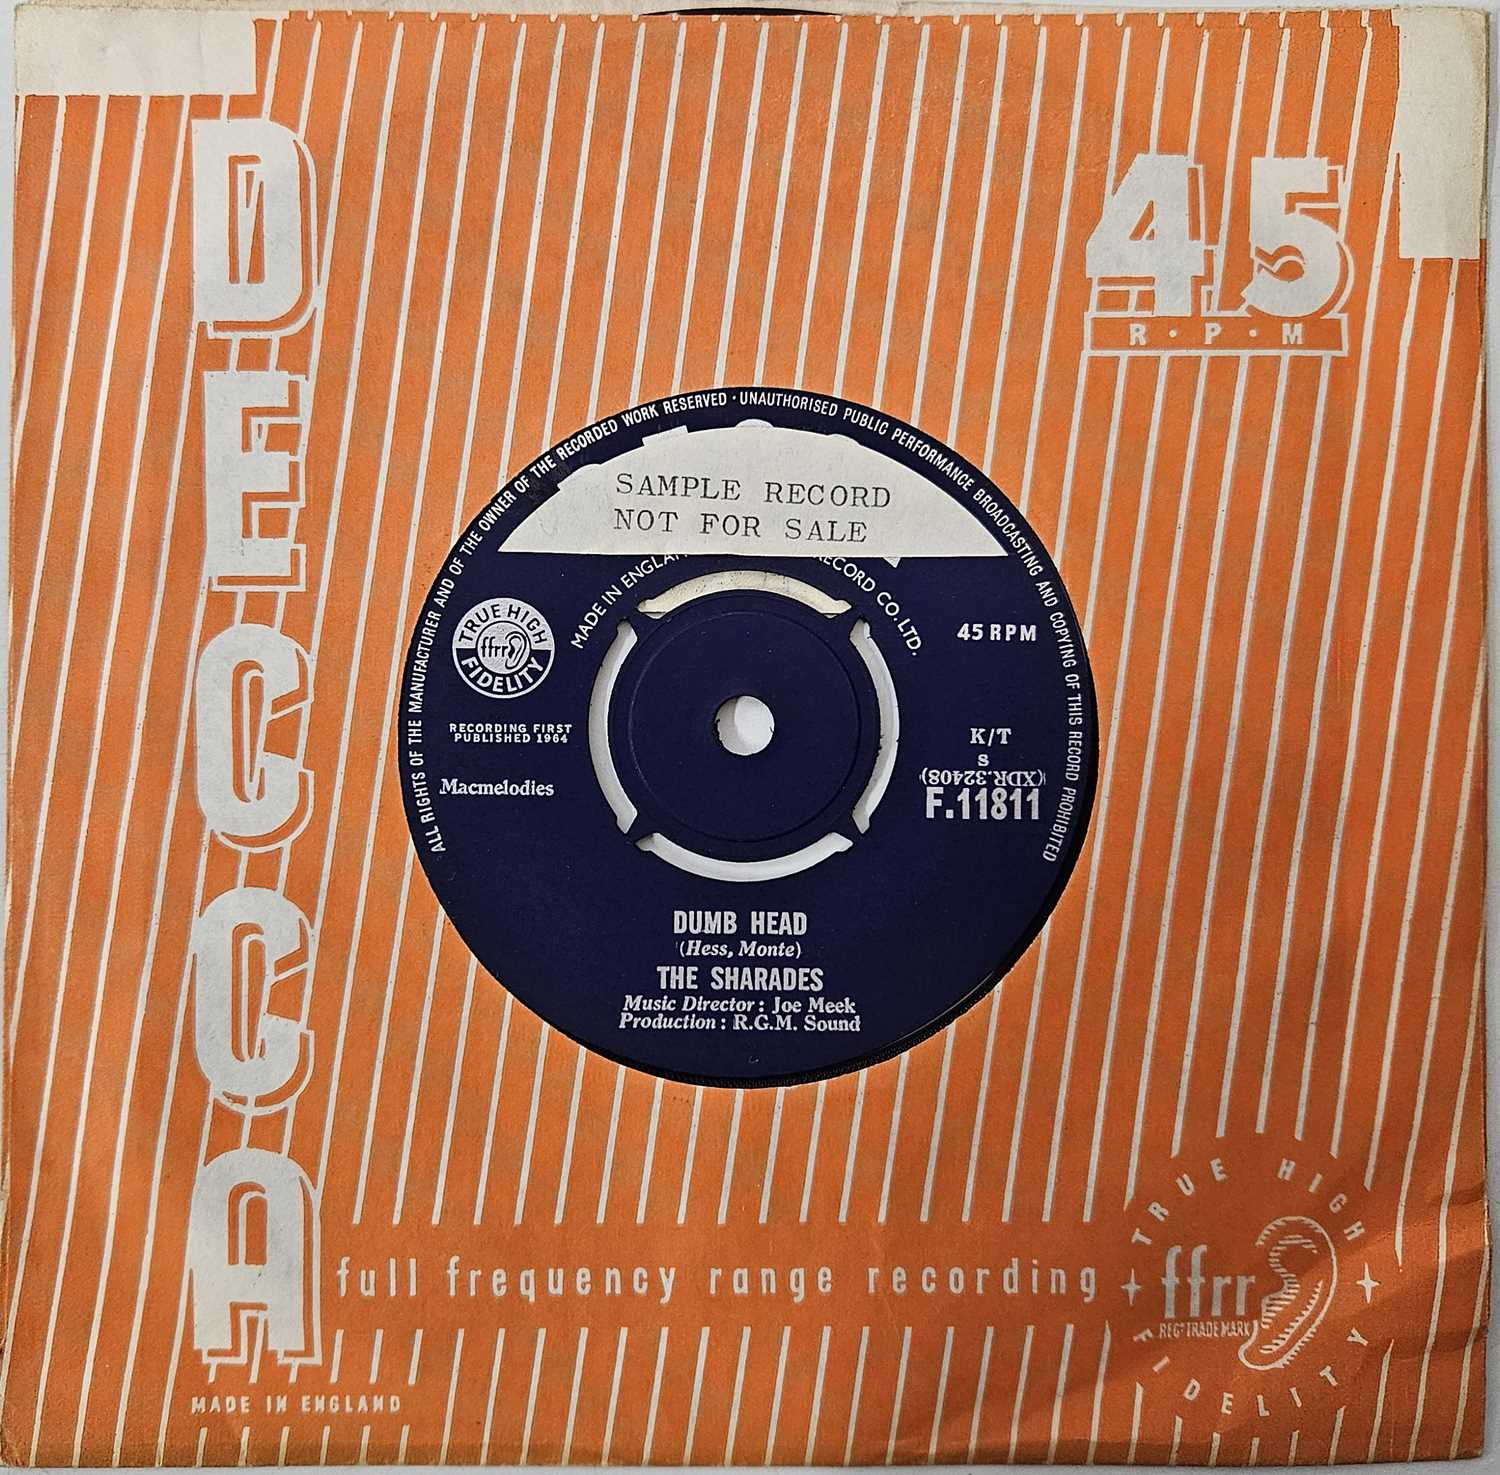 DECCA
45
R·P·M
ALL RIGHTS OF THE MANUFACTURER AND OF THE OWNER OF THE RECORDED WORK RESERVED · UNAUTHORISED PUBLIC PERFORMANCE BROADCASTING AND COPYING OF THIS RECORD PROHIBITED
SAMPLE RECORD
NOT FOR SALE
MADE IN ENGLAN RECORD CO. LTD.
TRUE HIGH
ffrr
FIDELITY
45 RPM
RECORDING FIRST
PUBLISHED 1964
K/T
S
(XDR.32408)
Macmelodies
F.11811
DUMB HEAD
(Hess, Monte)
THE SHARADES
Music Director: Joe Meek
Production: R.G.M. Sound
full frequency range recording
TRUE HIGH
ffrr
REGD TRADE MARK
FIDELITY
MADE IN ENGLAND